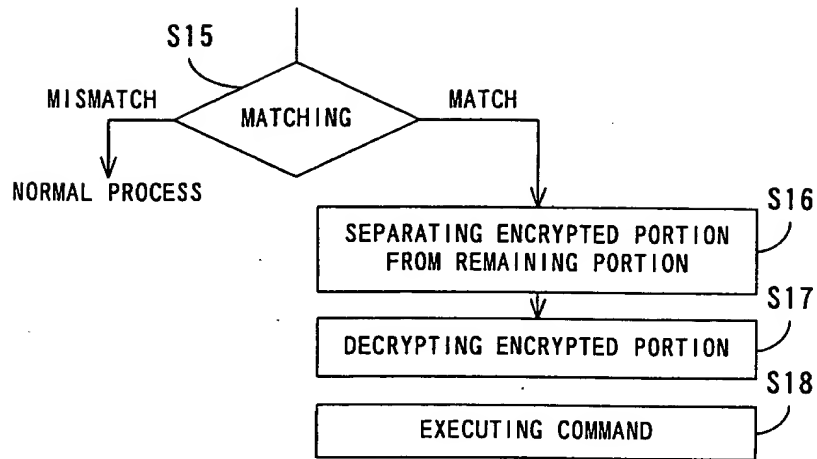 S15
MISMATCH
MATCHING
MATCH
NORMAL PROCESS
S16
SEPARATING ENCRYPTED PORTION
FROM REMAINING PORTION
S17
DECRYPTING ENCRYPTED PORTION
S18
EXECUTING COMMAND